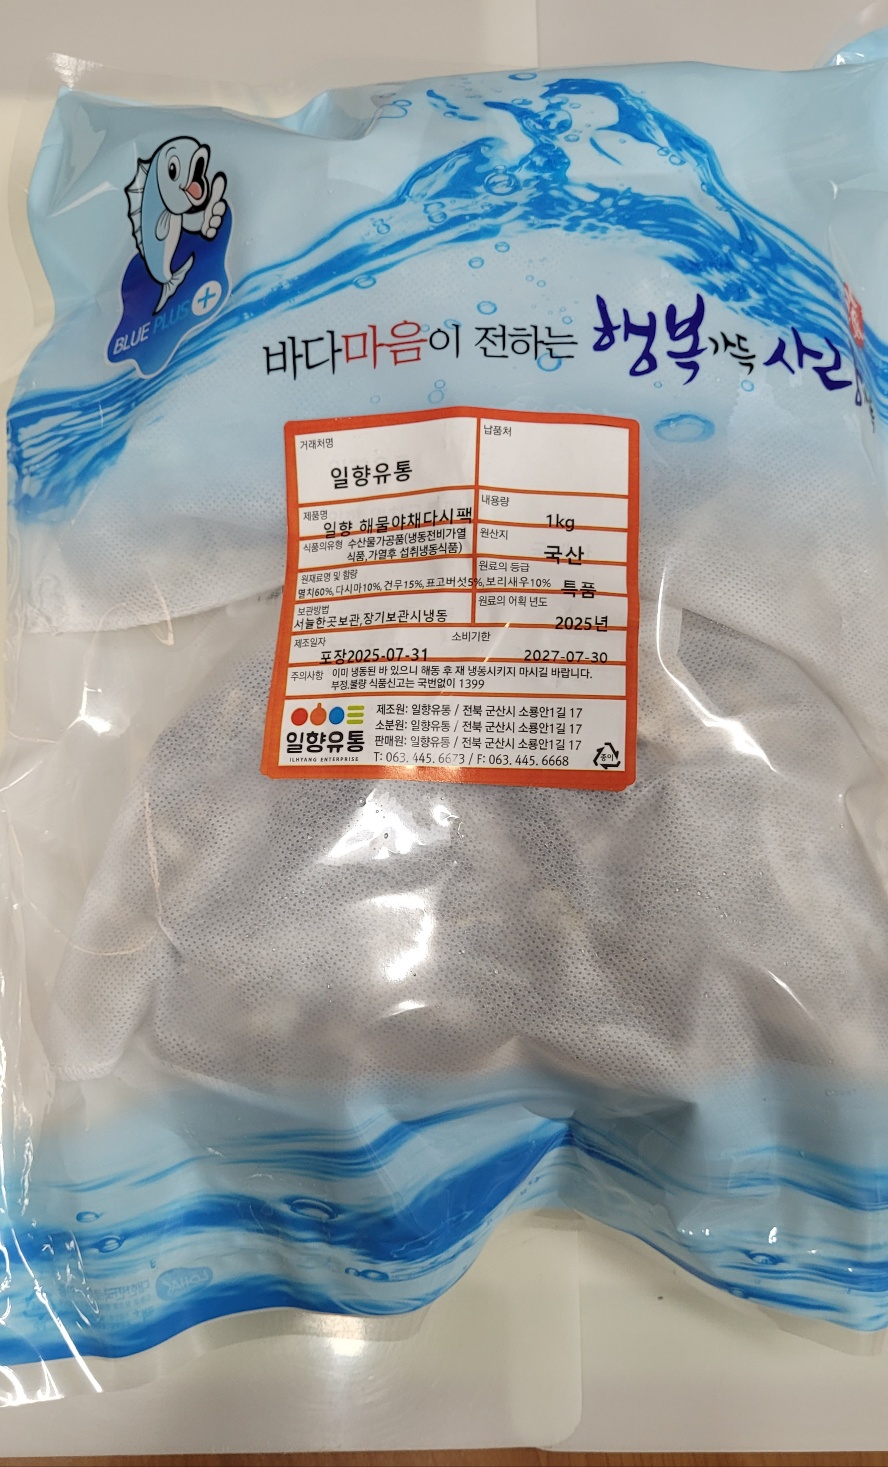 BLUE PLUS +
바다마음이 전하는 행복가득
거래처명
일향유통
납품처
제품명
일향 해물야채다시팩
내용량
1kg
식품의유형 수산물가공품(냉동전비가열
식품,가열후 섭취냉동식품)
원산지
국산
원재료명 및 함량
멸치60%,다시마10%,건무15%,표고버섯5%,보리새우10%
원료의 등급
특품
보관방법
서늘한곳보관,장기보관시냉동
원료의 어획 년도
2025년
제조일자
포장2025-07-31
소비기한
2027-07-30
주의사항 이미 냉동된 바 있으니 해동 후 재 냉동시키지 마시길 바랍니다.
부정,불량 식품신고는 국번없이 1399
일향유통
ILHYANG ENTERPRISE
제조원: 일향유통 / 전북 군산시 소룡안1길 17
소분원: 일향유통 / 전북 군산시 소룡안1길 17
판매원: 일향유통 / 전북 군산시 소룡안1길 17
T: 063. 445. 6673 / F: 063. 445. 6668
종이